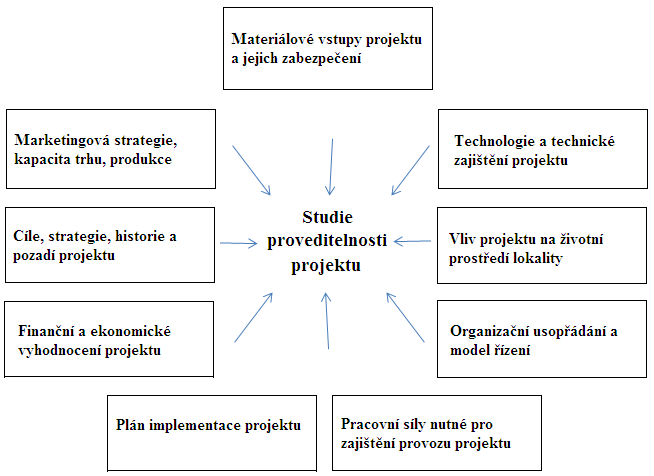 Materiálové vstupy projektu
a jejich zabezpečení
Marketingová strategie,
kapacita trhu, produkce
Technologie a technické
zajištění projektu
Studie
proveditelnosti
projektu
Cíle, strategie, historie a
pozadí projektu
Vliv projektu na životní
prostředí lokality
Finanční a ekonomické
vyhodnocení projektu
Organizační usopřádání a
model řízení
Plán implementace projektu
Pracovní síly nutné pro
zajištění provozu projektu